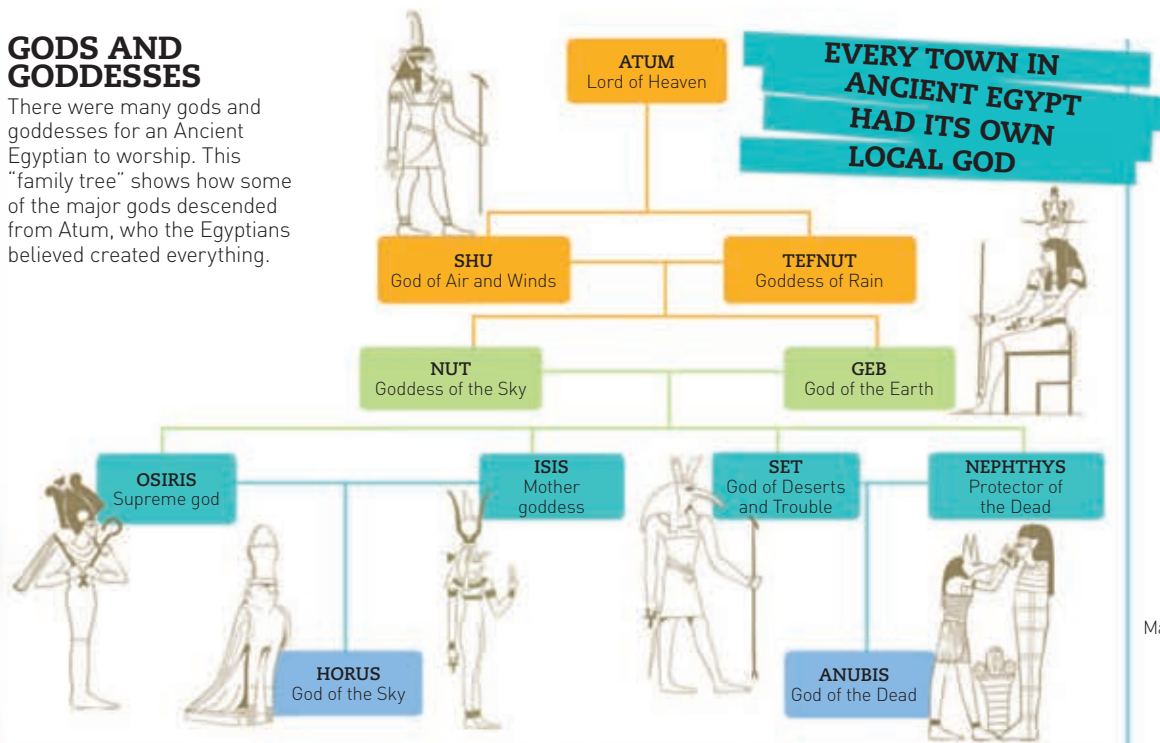 GODS AND
GODDESSES
There were many gods and
goddesses for an Ancient
Egyptian to worship. This
“family tree” shows how some
of the major gods descended
from Atum, who the Egyptians
believed created everything.
ATUM
Lord of Heaven
EVERY TOWN IN
ANCIENT EGYPT
HAD ITS OWN
LOCAL GOD
SHU
God of Air and Winds
TEFNUT
Goddess of Rain
NUT
Goddess of the Sky
GEB
God of the Earth
OSIRIS
Supreme god
ISIS
Mother
goddess
SET
God of Deserts
and Trouble
NEPHTHYS
Protector of
the Dead
HORUS
God of the Sky
ANUBIS
God of the Dead
Ma